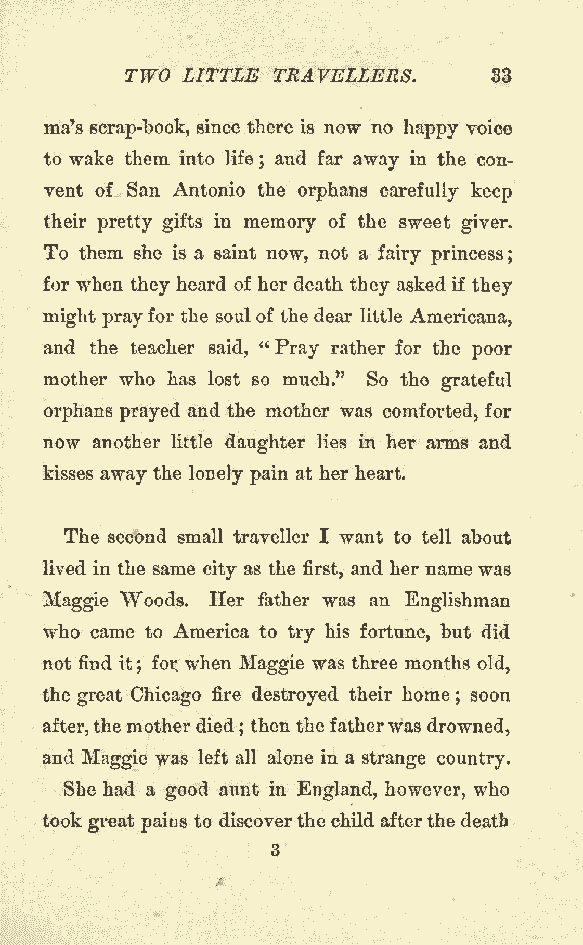 TWO LITTLE TRAVELLERS. 33
ma's scrap-book, since there is now no happy voice
to wake them into life; and far away in the con-
vent of San Antonio the orphans carefully keep
their pretty gifts in memory of the sweet giver.
To them she is a saint now, not a fairy princess;
for when they heard of her death they asked if they
might pray for the soul of the dear little Americana,
and the teacher said, "Pray rather for the poor
mother who has lost so much." So the grateful
orphans prayed and the mother was comforted, for
now another little daughter lies in her arms and
kisses away the lonely pain at her heart.
The second small traveller I want to tell about
lived in the same city as the first, and her name was
Maggie Woods. Her father was an Englishman
who came to America to try his fortune, but did
not find it; for, when Maggie was three months old,
the great Chicago fire destroyed their home; soon
after, the mother died; then the father was drowned,
and Maggie was left all alone in a strange country.
She had a good aunt in England, however, who
took great pains to discover the child after the death
3